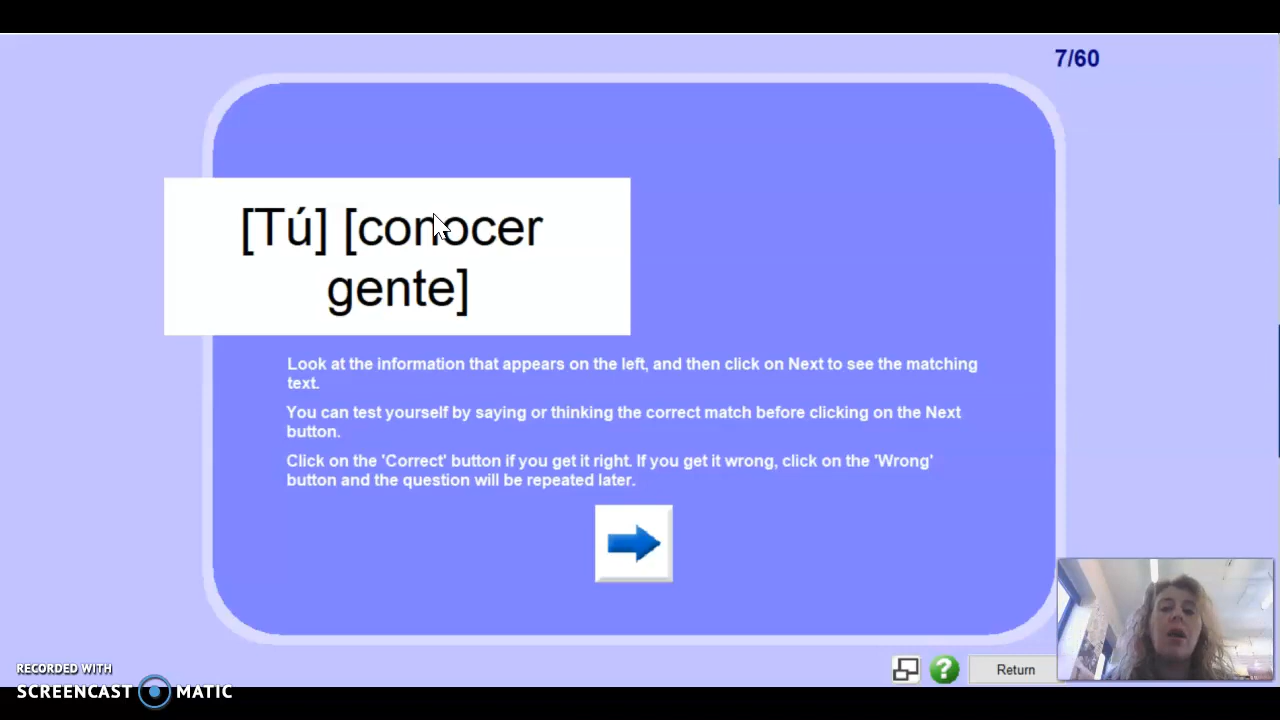 7/60
[Tú] [conocer
gente]
Look at the information that appears on the left, and then click on Next to see the matching
text.
You can test yourself by saying or thinking the correct match before clicking on the Next
button.
Click on the 'Correct' button if you get it right. If you get it wrong, click on the 'Wrong'
button and the question will be repeated later.
? Return
RECORDED WITH
SCREENCAST MATIC